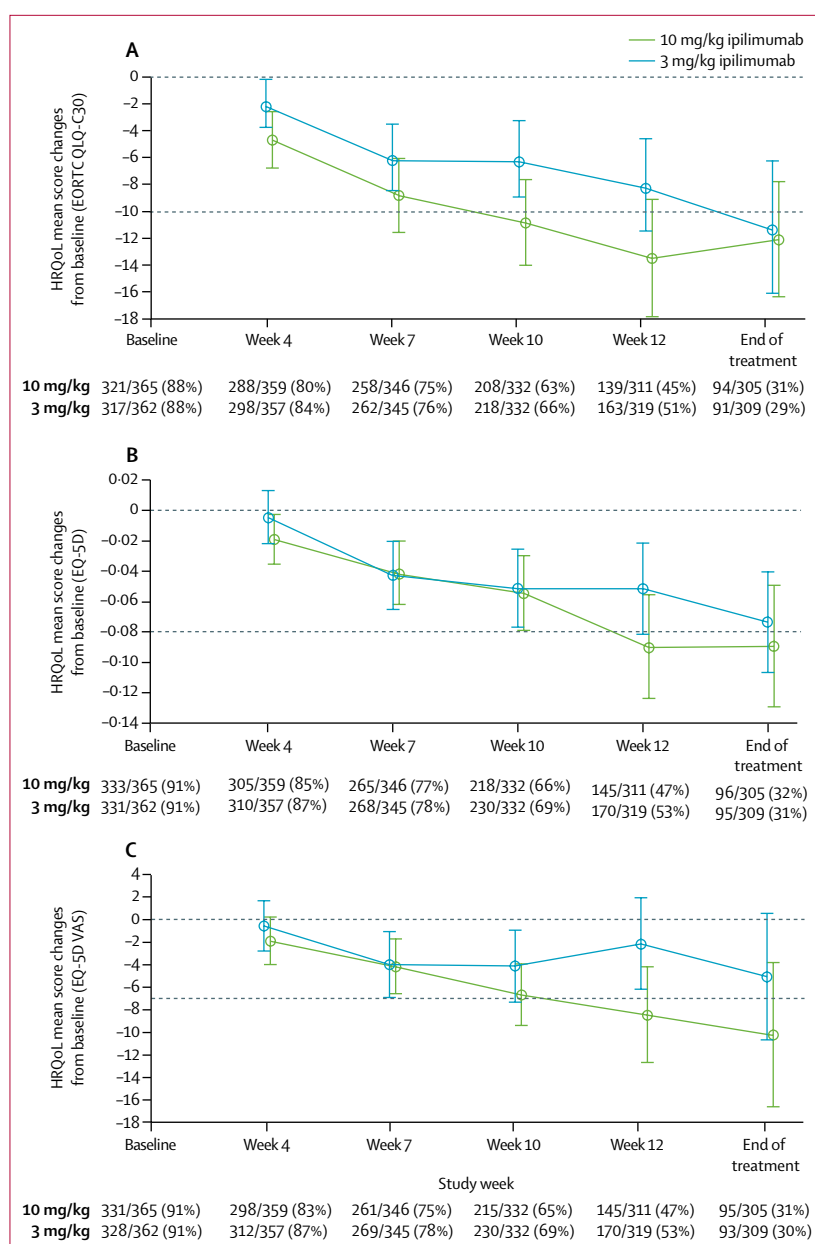 A
10 mg/kg ipilimumab
3 mg/kg ipilimumab
HRQoL mean score changes
from baseline (EORTC QLQ-C30)
0
−2
−4
−6
−8
−10
−12
−14
−16
−18
Baseline Week 4 Week 7 Week 10 Week 12 End of
treatment
10 mg/kg 321/365 (88%) 288/359 (80%) 258/346 (75%) 208/332 (63%) 139/311 (45%) 94/305 (31%)
3 mg/kg 317/362 (88%) 298/357 (84%) 262/345 (76%) 218/332 (66%) 163/319 (51%) 91/309 (29%)
B
HRQoL mean score changes
from baseline (EQ-5D)
0·02
0
−0·02
−0·04
−0·06
−0·08
−0·10
−0·12
−0·14
Baseline Week 4 Week 7 Week 10 Week 12 End of
treatment
10 mg/kg 333/365 (91%) 305/359 (85%) 265/346 (77%) 218/332 (66%) 145/311 (47%) 96/305 (32%)
3 mg/kg 331/362 (91%) 310/357 (87%) 268/345 (78%) 230/332 (69%) 170/319 (53%) 95/309 (31%)
C
HRQoL mean score changes
from baseline (EQ-5D VAS)
4
2
0
−2
−4
−6
−8
−10
−12
−14
−16
−18
Baseline Week 4 Week 7 Week 10 Week 12 End of
treatment
Study week
10 mg/kg 331/365 (91%) 298/359 (83%) 261/346 (75%) 215/332 (65%) 145/311 (47%) 95/305 (31%)
3 mg/kg 328/362 (91%) 312/357 (87%) 269/345 (78%) 230/332 (69%) 170/319 (53%) 93/309 (30%)